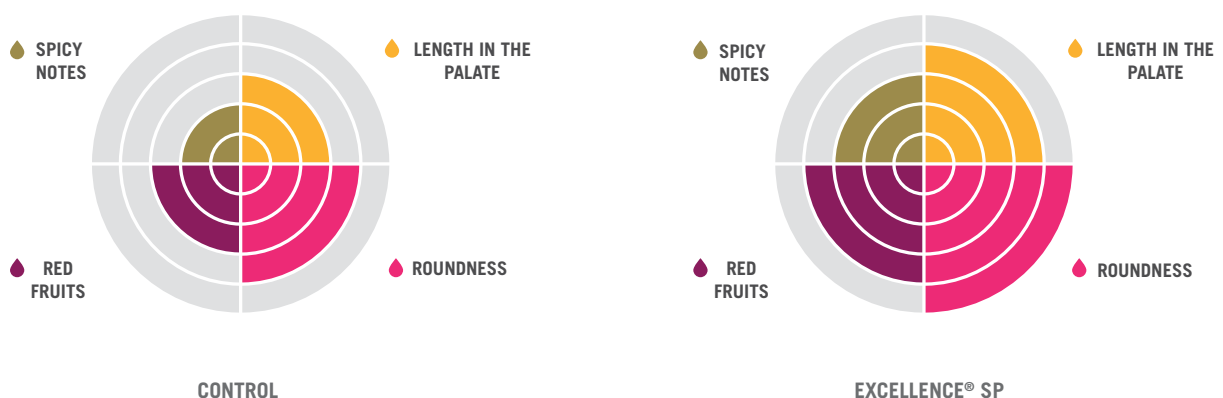 SPICY
NOTES
LENGTH IN THE
PALATE
RED
FRUITS
ROUNDNESS
CONTROL
SPICY
NOTES
LENGTH IN THE
PALATE
RED
FRUITS
ROUNDNESS
EXCELLENCE® SP